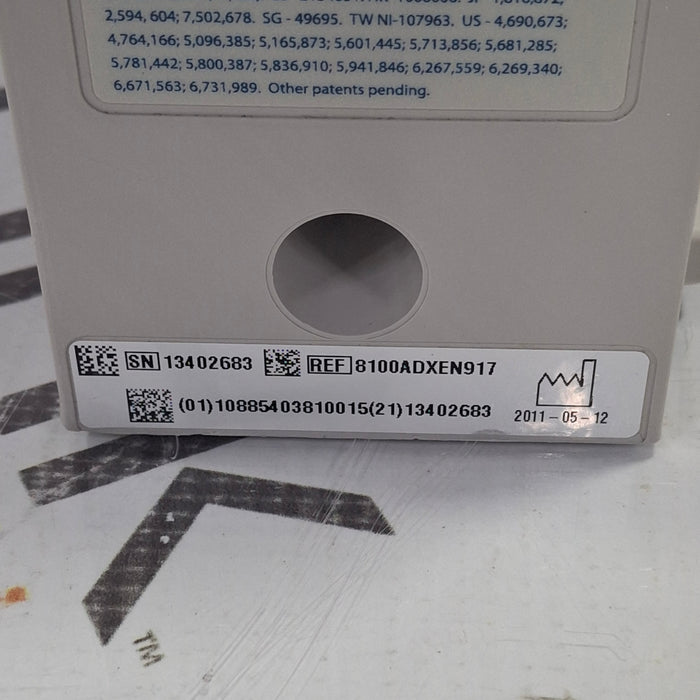 2,594,604; 7,502,678. SG - 49695. TW NI-107963. US - 4,690,673;
4,764,166; 5,096,385; 5,165,873; 5,601,445; 5,713,856; 5,681,285;
5,781,442; 5,800,387; 5,836,910; 5,941,846; 6,267,559; 6,269,340;
6,671,563; 6,731,989. Other patents pending.
SN 13402683 REF 8100ADXEN917
(01)10885403810015(21)13402683
2011-05-12
TM